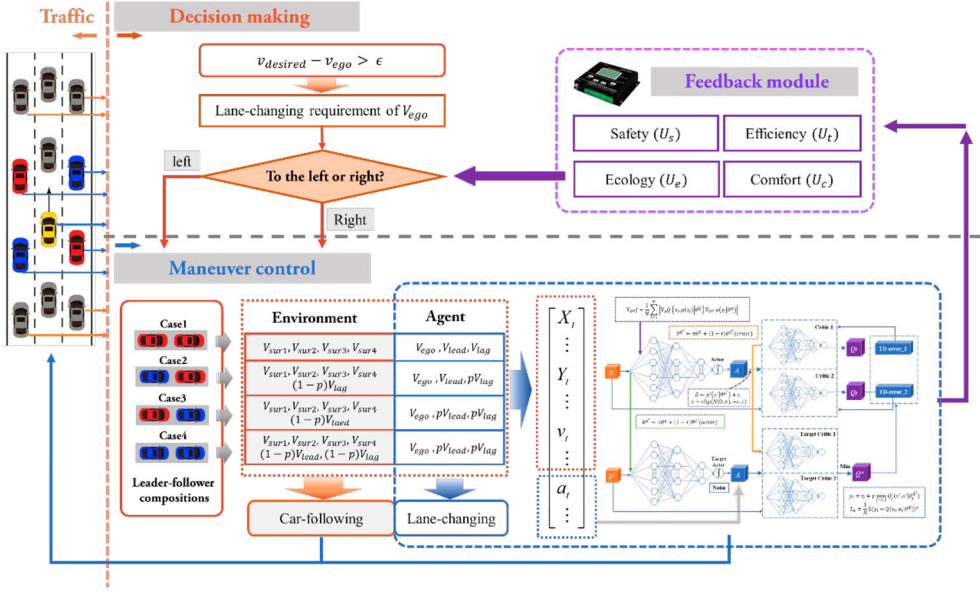 Traffic
Decision making
v_desired − v_ego > ϵ
Lane-changing requirement of V_ego
left
To the left or right?
Right
Feedback module
Safety (U_s)
Efficiency (U_t)
Ecology (U_e)
Comfort (U_c)
Maneuver control
Case1
Case2
Case3
Case4
Leader-follower
compositions
Environment
Agent
V_sur1, V_sur2, V_sur3, V_sur4
V_ego, V_lead, V_lag
V_sur1, V_sur2, V_sur3, V_sur4
(1−p)V_lag
V_ego, V_lead, pV_lag
V_sur1, V_sur2, V_sur3, V_sur4
(1−p)V_laed
V_ego, pV_lead, pV_lag
V_sur1, V_sur2, V_sur3, V_sur4
(1−p)V_lead, (1−p)V_lag
V_ego, pV_lead, pV_lag
Car-following
Lane-changing
X_t
⋮
Y_t
⋮
v_t
⋮
a_t
⋮
Actor
A
Critic 1
Q_1
TD-error_1
Critic 2
TD-error_2
Target
Actor
A
Noise
Target Critic 1
Target Critic 2
Min